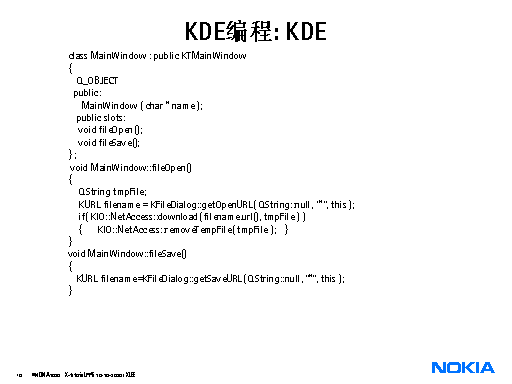 KDE编程: KDE
class MainWindow : public KTMainWindow
{
Q_OBJECT
public:
MainWindow ( char * name );
public slots:
void fileOpen();
void fileSave();
} ;
void MainWindow::fileOpen()
{
QString tmpFile;
KURL filename = KFileDialog::getOpenURL( QString::null, "*", this );
if( KIO::NetAccess::download( filename.url(), tmpFile ) )
{ KIO::NetAccess::removeTempFile( tmpFile ); }
}
void MainWindow::fileSave()
{
KURL filename=KFileDialog::getSaveURL( QString::null, "*", this );
}
NOKIA